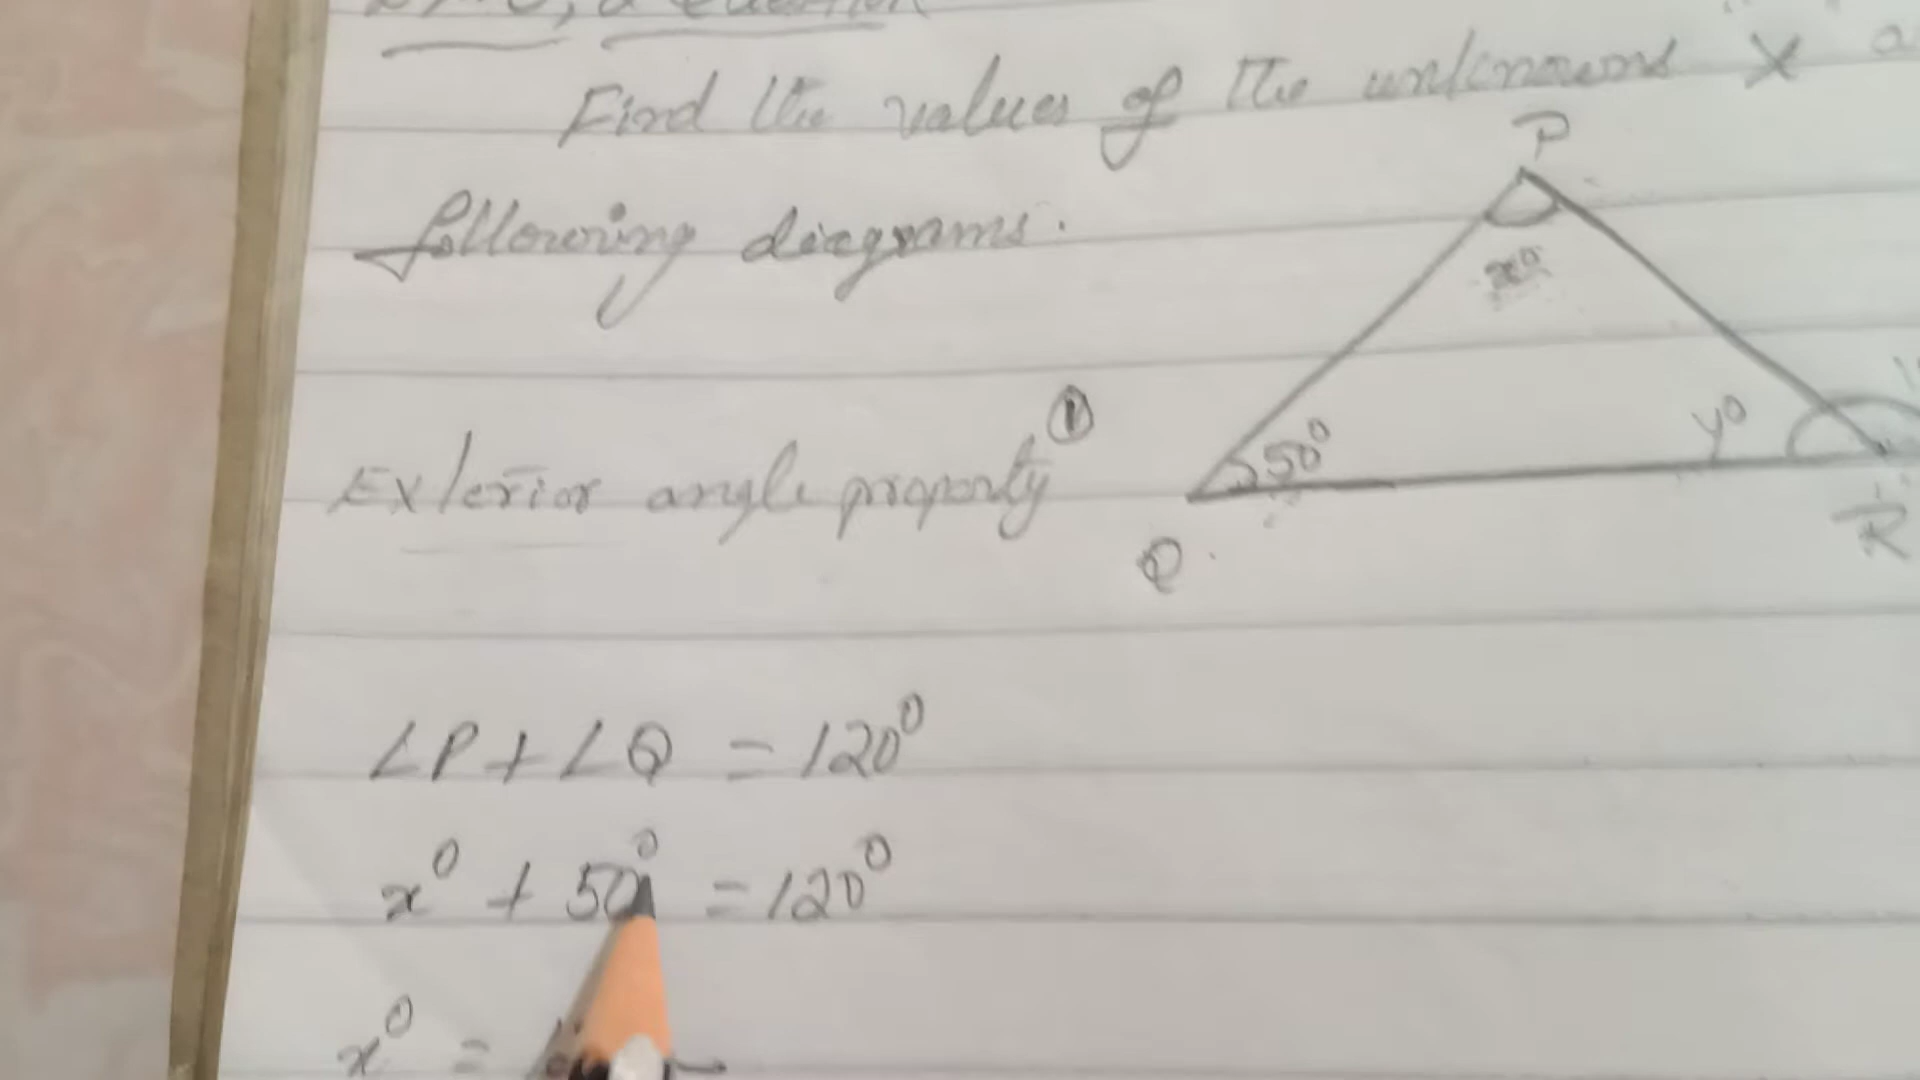 Find the values of the unknowns x
following diagrams.
P
x°
50°
y°
Q
R
①
Exterior angle property
∠P + ∠Q = 120°
x° + 50° = 120°
x° =